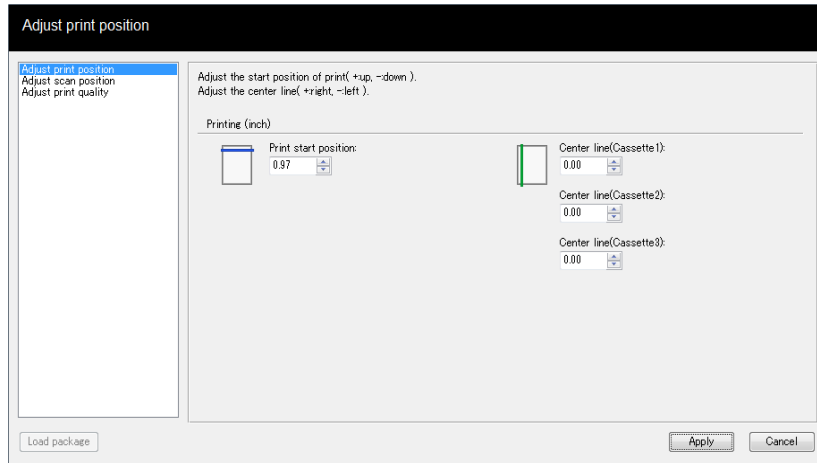 Adjust print position
Adjust print position
Adjust scan position
Adjust print quality
Adjust the start position of print( +:up, -:down ).
Adjust the center line( +:right, -:left ).
Printing (inch)
Print start position:
0.97
Center line(Cassette1):
0.00
Center line(Cassette2):
0.00
Center line(Cassette3):
0.00
Load package
Apply
Cancel